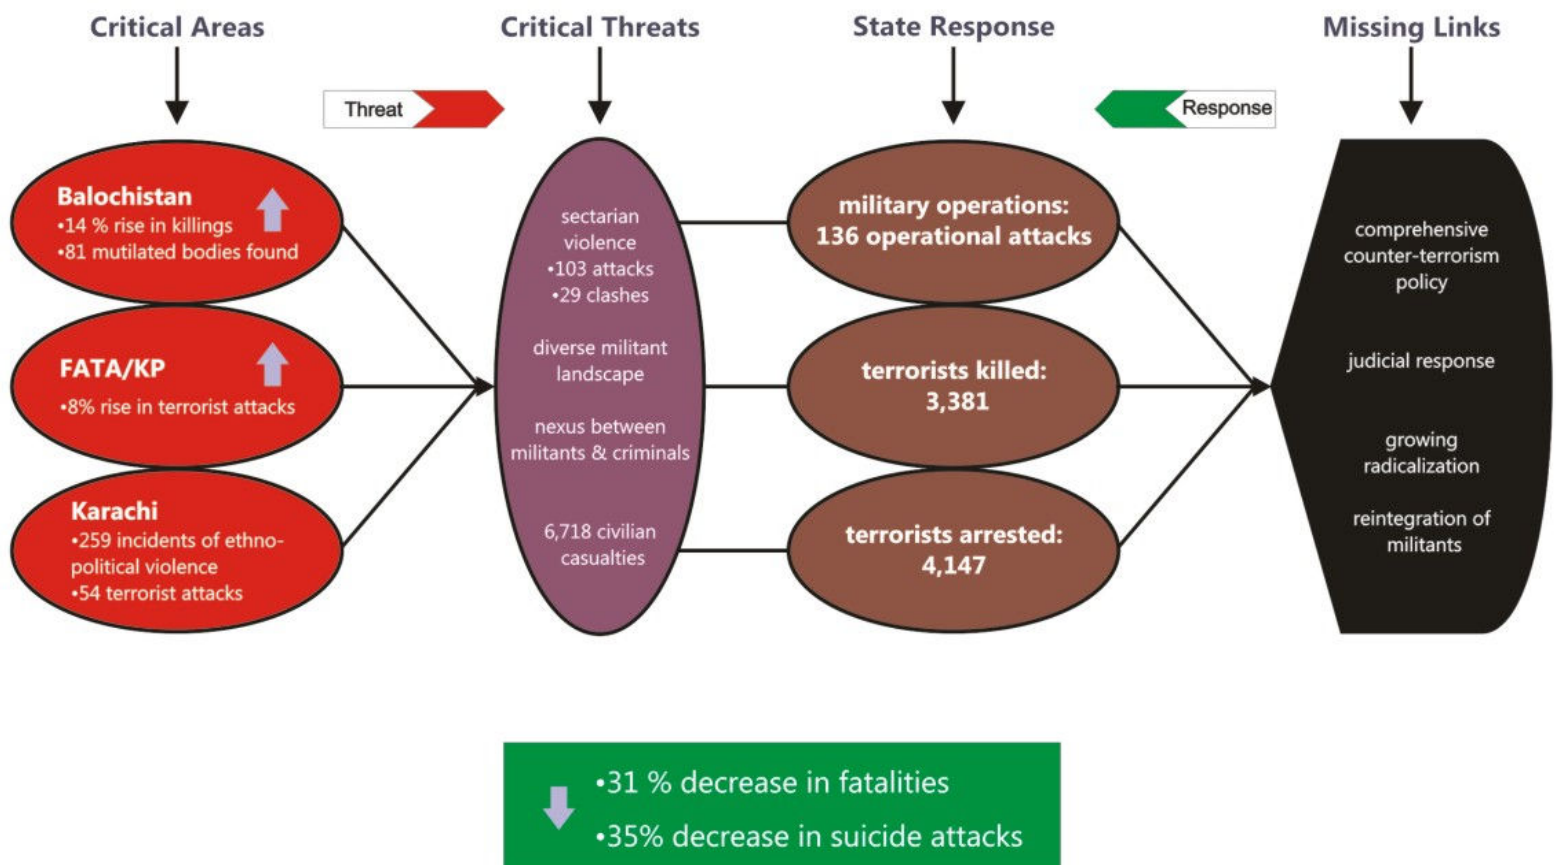 Critical Areas
Critical Threats
State Response
Missing Links
Threat
Response
Balochistan
•14 % rise in killings
•81 mutilated bodies found
FATA/KP
•8% rise in terrorist attacks
Karachi
•259 incidents of ethno-
political violence
•54 terrorist attacks
sectarian
violence
•103 attacks
•29 clashes
diverse militant
landscape
nexus between
militants & criminals
6,718 civilian
casualties
military operations:
136 operational attacks
terrorists killed:
3,381
terrorists arrested:
4,147
comprehensive
counter-terrorism
policy
judicial response
growing
radicalization
reintegration of
militants
•31 % decrease in fatalities
•35% decrease in suicide attacks